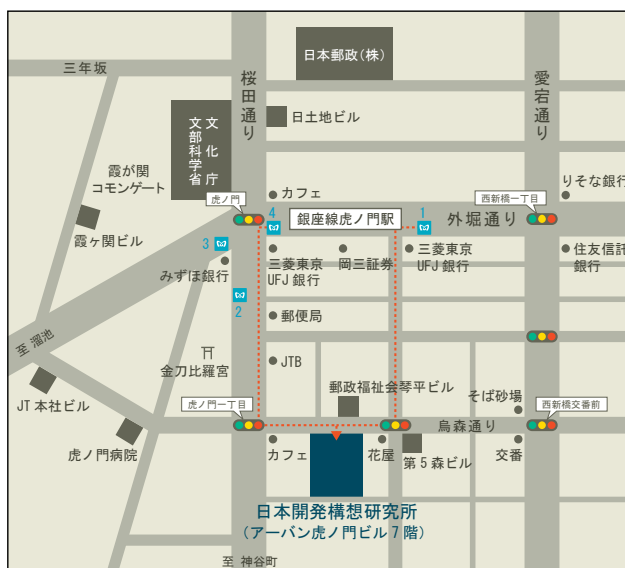 日本郵政(株)
三年坂
桜田通り
愛宕通り
日土地ビル
文化庁
文部科学省
霞が関
コモンゲート
虎ノ門
カフェ
りそな銀行
西新橋一丁目
4
銀座線虎ノ門駅
1
外堀通り
霞ヶ関ビル
3
みずほ銀行
三菱東京
UFJ銀行
岡三証券
三菱東京
UFJ銀行
住友信託
銀行
2
郵便局
至 溜池
金刀比羅宮
JTB
JT本社ビル
郵政福祉会琴平ビル
そば砂場
虎ノ門一丁目
西新橋交番前
烏森通り
虎ノ門病院
カフェ
花屋
第5森ビル
交番
日本開発構想研究所
(アーバン虎ノ門ビル7階)
至 神谷町